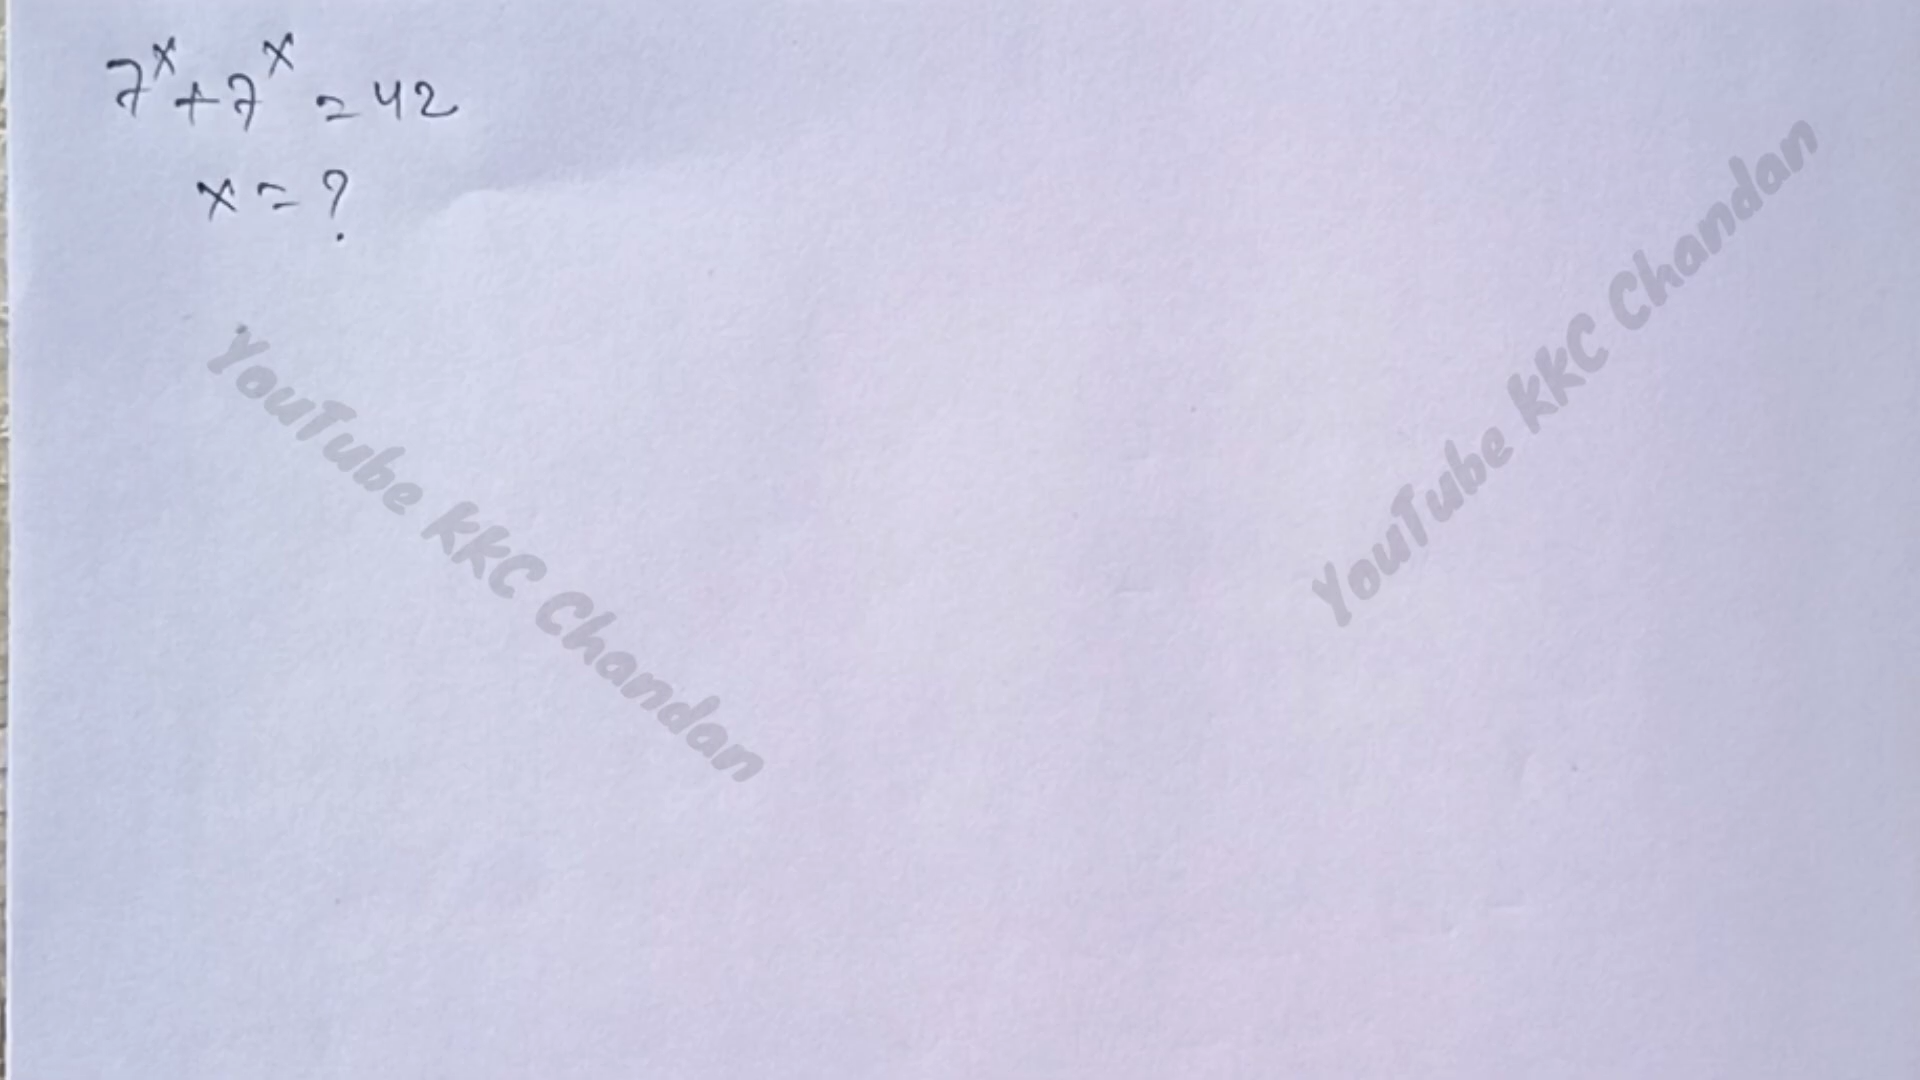 7^x + 7^x = 42
x = ?
YouTube KKC Chandan
YouTube KKC Chandan